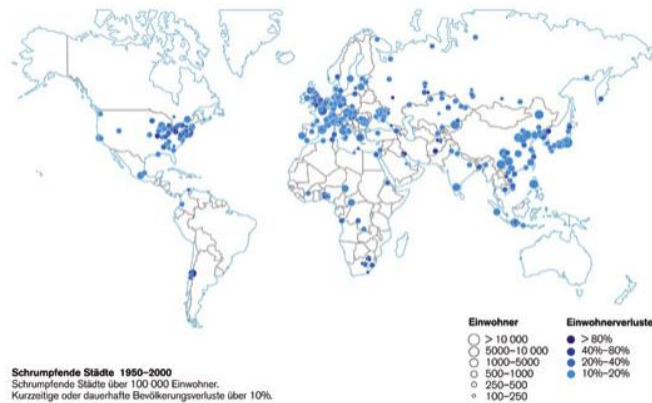 Einwohner
> 10 000
5000–10 000
1000–5000
500–1000
250–500
100–250
Einwohnerverluste
> 80%
40%–80%
20%–40%
10%–20%
Schrumpfende Städte 1950–2000
Schrumpfende Städte über 100 000 Einwohner.
Kurzzeitige oder dauerhafte Bevölkerungsverluste über 10%.